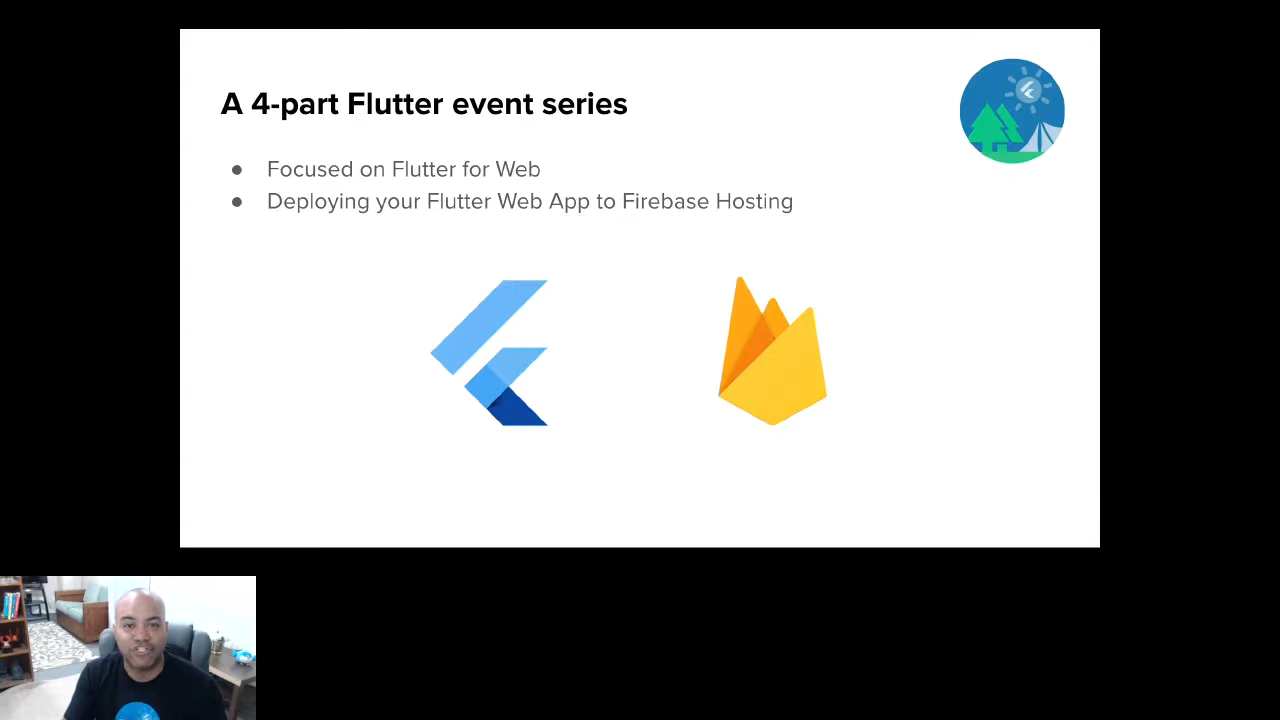 A 4-part Flutter event series
● Focused on Flutter for Web
● Deploying your Flutter Web App to Firebase Hosting